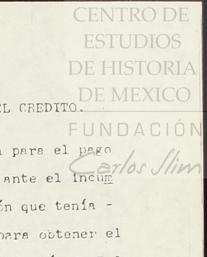 CENTRO DE
ESTUDIOS
DE HISTORIA
DE MEXICO
FUNDACIÓN
Carlos Slim
EL CREDITO.
para el pago
ante el incum
ón que tenía -
para obtener el